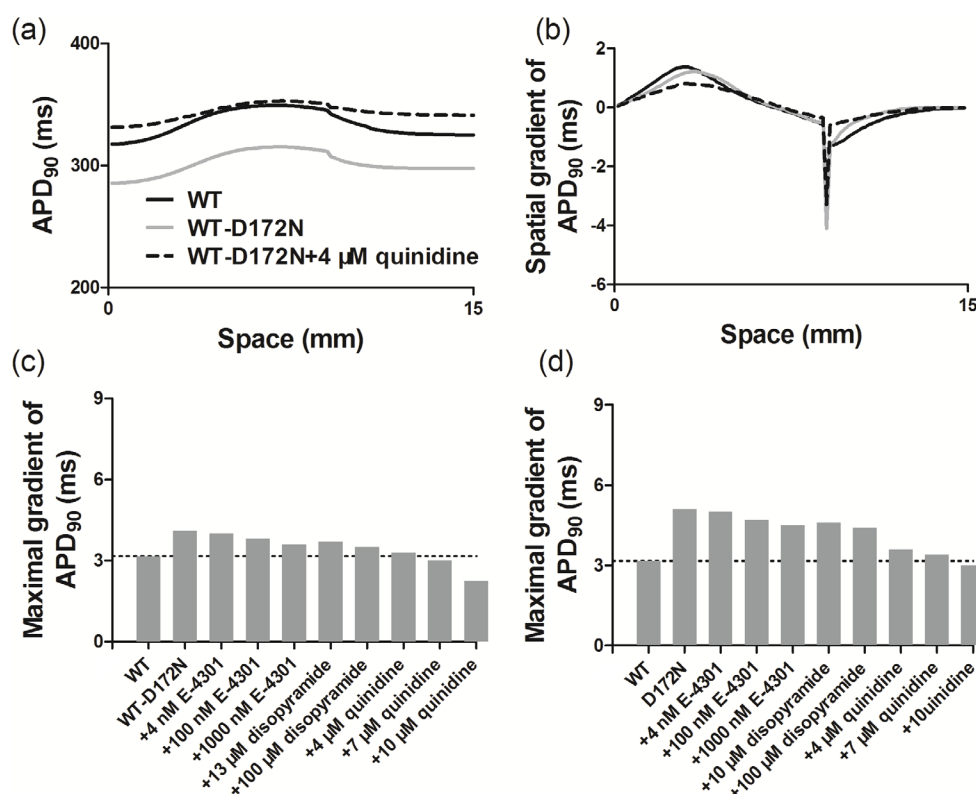 (a)
400
300
200
APD90 (ms)
WT
WT-D172N
WT-D172N+4 µM quinidine
0
15
Space (mm)
(b)
2
0
-2
-4
-6
Spatial gradient of
APD90 (ms)
0
15
Space (mm)
(c)
9
6
3
0
Maximal gradient of
APD90 (ms)
WT
WT-D172N
+4 nM E-4301
+100 nM E-4301
+1000 nM E-4301
+13 µM disopyramide
+100 µM disopyramide
+4 µM quinidine
+7 µM quinidine
+10 µM quinidine
(d)
9
6
3
0
Maximal gradient of
APD90 (ms)
WT
D172N
+4 nM E-4301
+100 nM E-4301
+1000 nM E-4301
+10 µM disopyramide
+100 µM disopyramide
+4 µM quinidine
+7 µM quinidine
+10uinidine